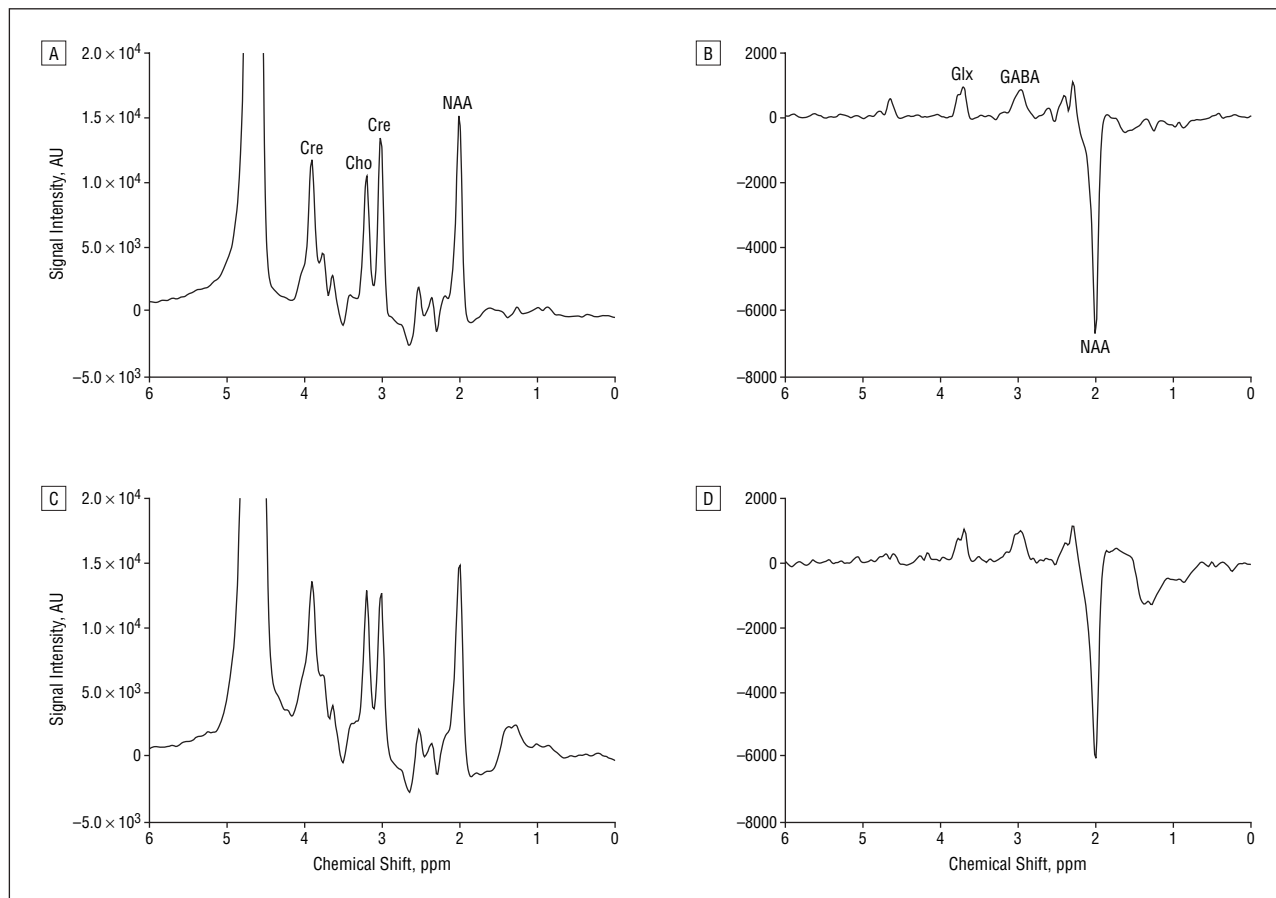 A
2.0 × 10⁴
1.5 × 10⁴
1.0 × 10⁴
5.0 × 10³
0
–5.0 × 10³
Signal Intensity, AU
Cre
Cho
Cre
NAA
6 5 4 3 2 1 0
B
2000
0
–2000
–4000
–6000
–8000
Glx
GABA
NAA
6 5 4 3 2 1 0
C
2.0 × 10⁴
1.5 × 10⁴
1.0 × 10⁴
5.0 × 10³
0
–5.0 × 10³
Signal Intensity, AU
6 5 4 3 2 1 0
Chemical Shift, ppm
D
2000
0
–2000
–4000
–6000
–8000
6 5 4 3 2 1 0
Chemical Shift, ppm